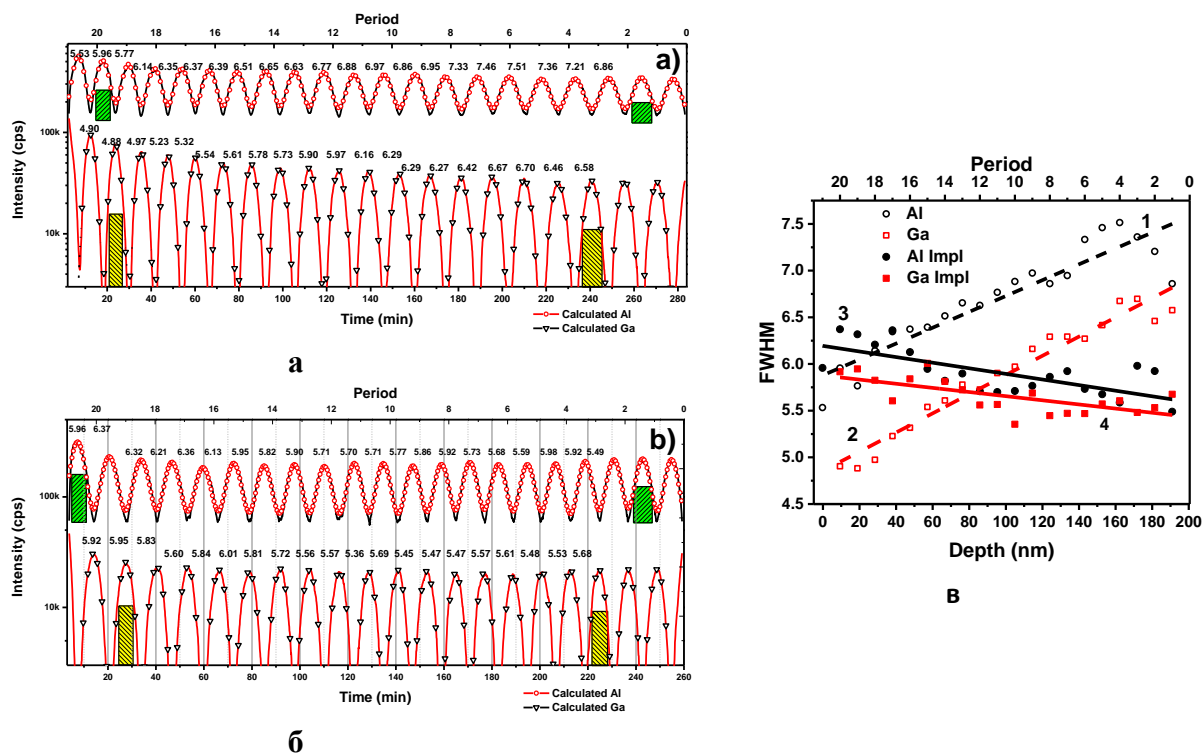 Period
20 18 16 14 12 10 8 6 4 2 0
a)
5.53 5.96 5.77 6.14 6.35 6.37 6.39 6.51 6.65 6.63 6.77 6.88 6.97 6.86 6.95 7.33 7.46 7.51 7.36 7.21 6.86
4.90 4.88 4.97 5.23 5.32 5.54 5.61 5.78 5.73 5.90 5.97 6.16 6.29 6.29 6.27 6.42 6.67 6.70 6.46 6.58
100k
10k
Intensity (cps)
20 40 60 80 100 120 140 160 180 200 220 240 260 280
Time (min)
Calculated Al
Calculated Ga
а
Period
20 18 16 14 12 10 8 6 4 2 0
b)
5.96 6.37 6.32 6.21 6.36 6.13 5.95 5.82 5.90 5.71 5.70 5.71 5.77 5.86 5.92 5.73 5.68 5.59 5.98 5.92 5.49
5.92 5.95 5.83 5.60 5.84 6.01 5.81 5.72 5.56 5.57 5.36 5.69 5.45 5.47 5.47 5.57 5.61 5.48 5.53 5.68
100k
10k
Intensity (cps)
20 40 60 80 100 120 140 160 180 200 220 240 260
Time (min)
Calculated Al
Calculated Ga
б
Period
20 18 16 14 12 10 8 6 4 2 0
Al
Ga
Al Impl
Ga Impl
1
2
3
4
7.5
7.0
6.5
6.0
5.5
5.0
4.5
FWHM
0 20 40 60 80 100 120 140 160 180 200
Depth (nm)
в